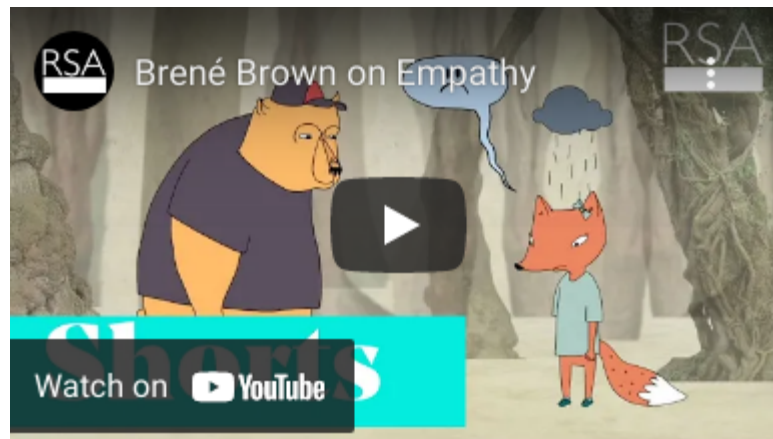 RSA
Brené Brown on Empathy
RSA
Shorts
Watch on YouTube